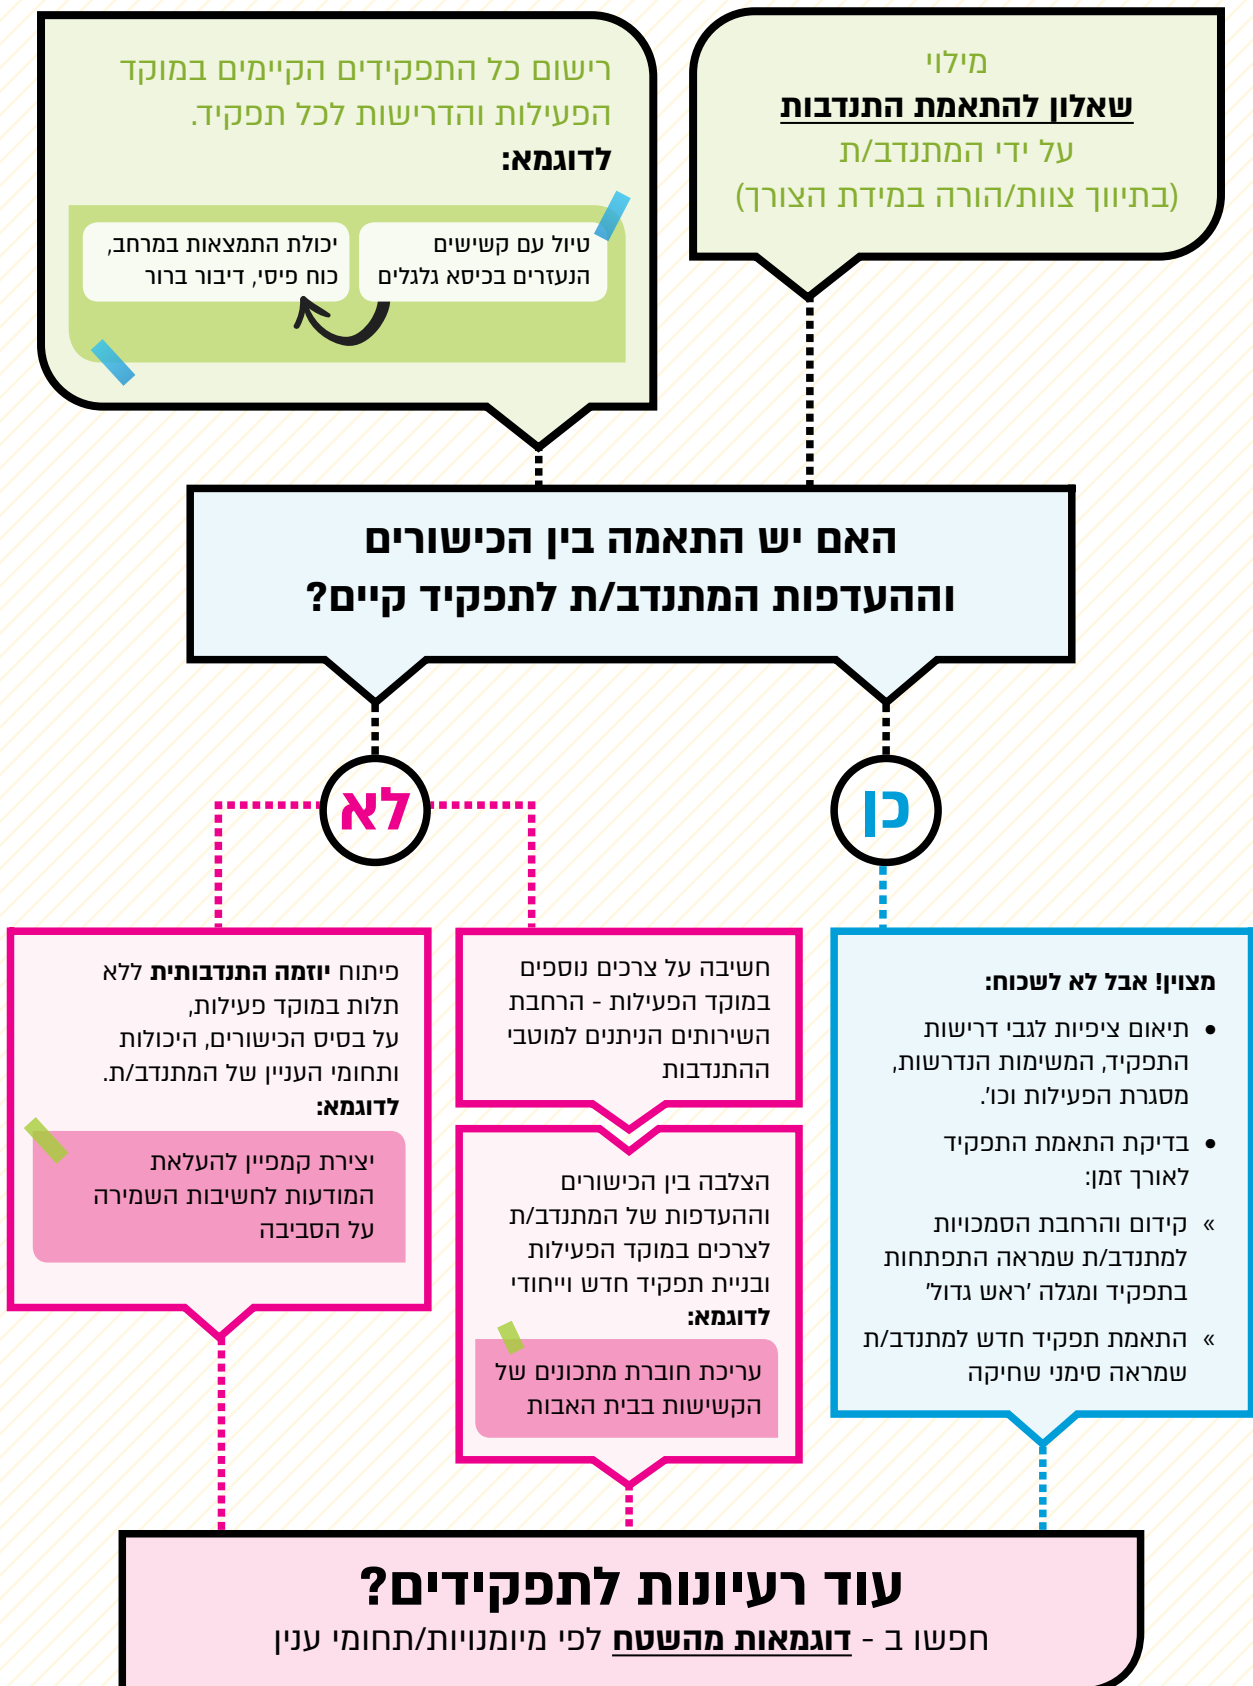 מילוי
שאלון להתאמת התנדבות
על ידי המתנדב/ת
(בתיווך צוות/הורה במידת הצורך)
רישום כל התפקידים הקיימים במוקד
הפעילות והדרישות לכל תפקיד.
לדוגמא:
טיול עם קשישים
הנעזרים בכיסא גלגלים
יכולת התמצאות במרחב,
כוח פיסי, דיבור ברור
האם יש התאמה בין הכישורים
וההעדפות המתנדב/ת לתפקיד קיים?
כן
לא
מצוין! אבל לא לשכוח:
• תיאום ציפיות לגבי דרישות
התפקיד, המשימות הנדרשות,
מסגרת הפעילות וכו'.
• בדיקת התאמת התפקיד
לאורך זמן:
» קידום והרחבת הסמכויות
למתנדב/ת שמראה התפתחות
בתפקיד ומגלה 'ראש גדול'
» התאמת תפקיד חדש למתנדב/ת
שמראה סימני שחיקה
חשיבה על צרכים נוספים
במוקד הפעילות - הרחבת
השירותים הניתנים למוטבי
ההתנדבות
הצלבה בין הכישורים
וההעדפות של המתנדב/ת
לצרכים במוקד הפעילות
ובניית תפקיד חדש וייחודי
לדוגמא:
עריכת חוברת מתכונים של
הקשישות בבית האבות
פיתוח יוזמה התנדבותית ללא
תלות במוקד פעילות,
על בסיס הכישורים, היכולות
ותחומי העניין של המתנדב/ת.
לדוגמא:
יצירת קמפיין להעלאת
המודעות לחשיבות השמירה
על הסביבה
עוד רעיונות לתפקידים?
חפשו ב - דוגמאות מהשטח לפי מיומנויות/תחומי ענין